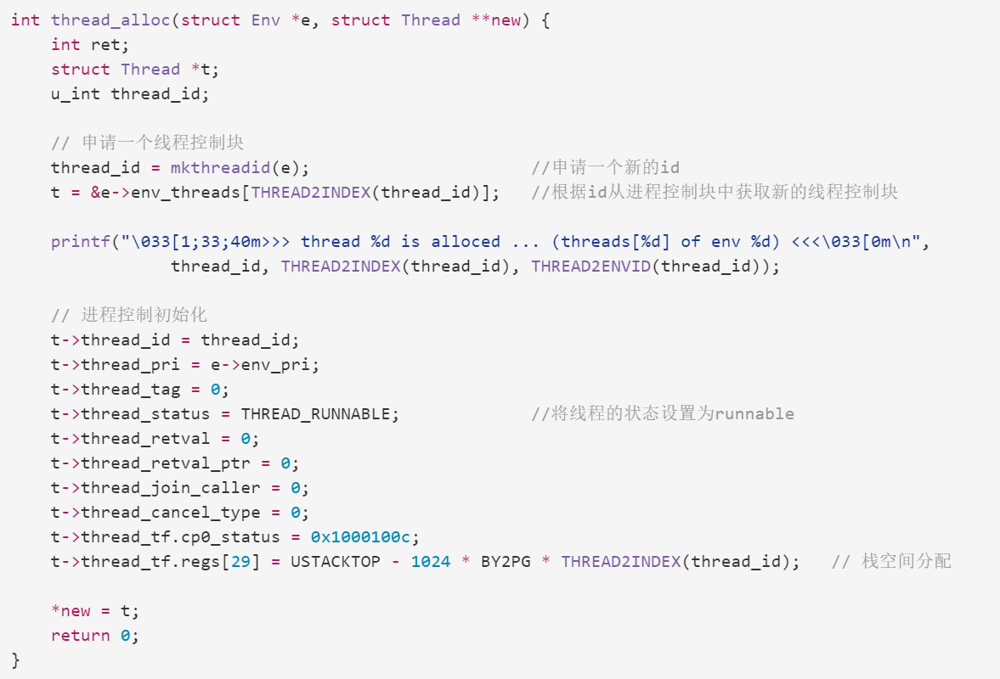 int thread_alloc(struct Env *e, struct Thread **new) {
    int ret;
    struct Thread *t;
    u_int thread_id;

    // 申请一个线程控制块
    thread_id = mkthreadid(e);                      //申请一个新的id
    t = &e->env_threads[THREAD2INDEX(thread_id)];   //根据id从进程控制块中获取新的线程控制块

    printf("\033[1;33;40m>>> thread %d is alloced ... (threads[%d] of env %d) <<<\033[0m\n",
                thread_id, THREAD2INDEX(thread_id), THREAD2ENVID(thread_id));

    // 进程控制初始化
    t->thread_id = thread_id;
    t->thread_pri = e->env_pri;
    t->thread_tag = 0;
    t->thread_status = THREAD_RUNNABLE;             //将线程的状态设置为runnable
    t->thread_retval = 0;
    t->thread_retval_ptr = 0;
    t->thread_join_caller = 0;
    t->thread_cancel_type = 0;
    t->thread_tf.cp0_status = 0x1000100c;
    t->thread_tf.regs[29] = USTACKTOP - 1024 * BY2PG * THREAD2INDEX(thread_id);   // 栈空间分配

    *new = t;
    return 0;
}